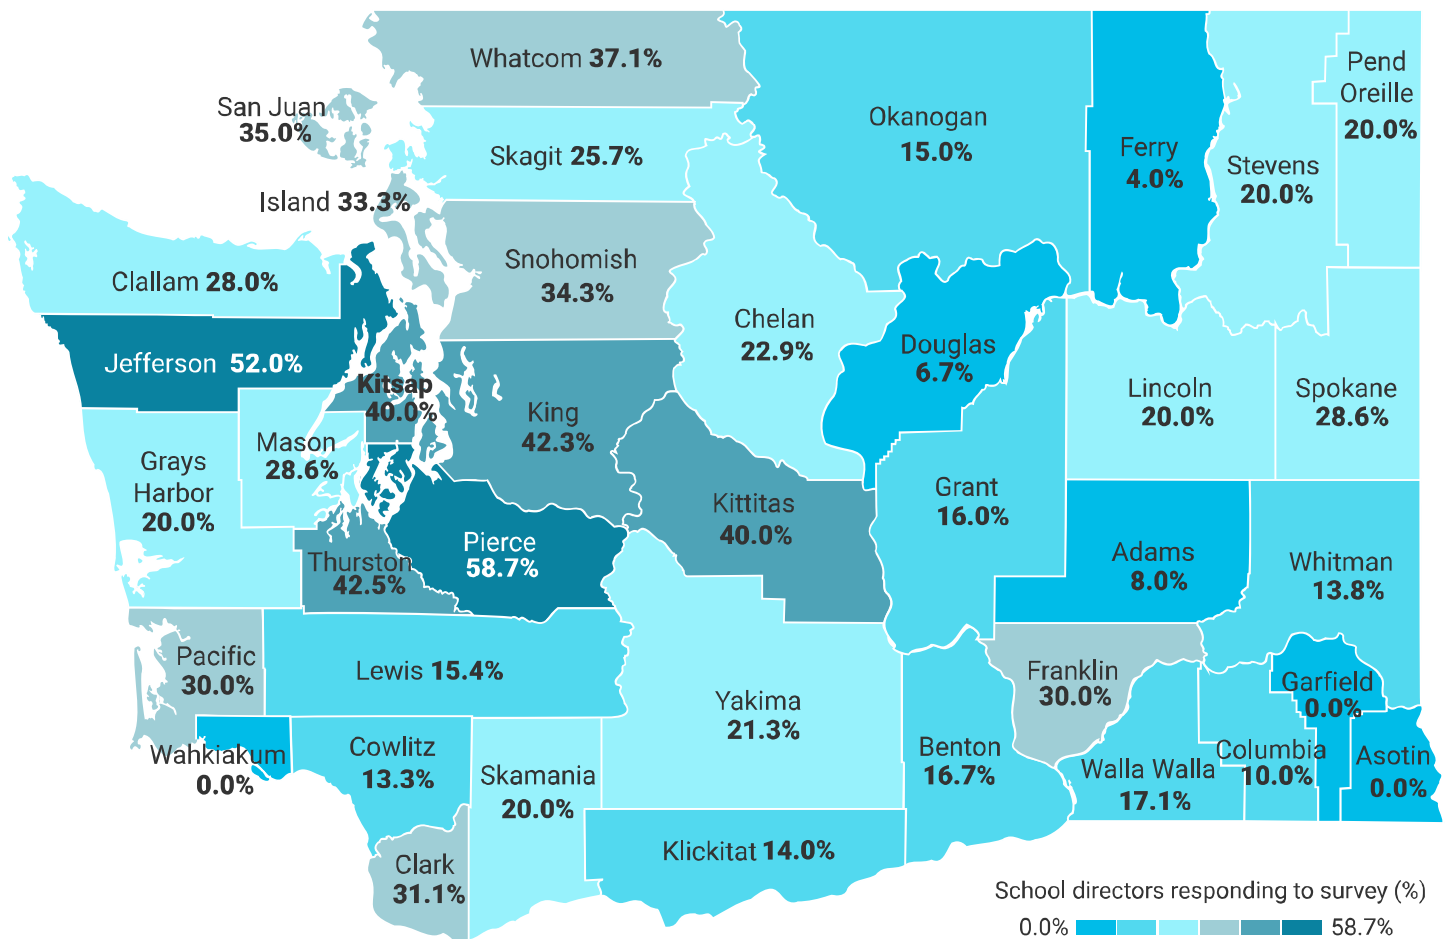 Whatcom 37.1%
San Juan
35.0%
Skagit 25.7%
Island 33.3%
Okanogan
15.0%
Ferry
4.0%
Stevens
20.0%
Pend
Oreille
20.0%
Clallam 28.0%
Snohomish
34.3%
Chelan
22.9%
Douglas
6.7%
Jefferson 52.0%
Kitsap
40.0%
King
42.3%
Lincoln
20.0%
Spokane
28.6%
Mason
28.6%
Grays
Harbor
20.0%
Kittitas
40.0%
Grant
16.0%
Pierce
58.7%
Thurston
42.5%
Adams
8.0%
Whitman
13.8%
Pacific
30.0%
Lewis 15.4%
Yakima
21.3%
Franklin
30.0%
Garfield
0.0%
Wahkiakum
0.0%
Cowlitz
13.3%
Skamania
20.0%
Benton
16.7%
Walla Walla
17.1%
Columbia
10.0%
Asotin
0.0%
Clark
31.1%
Klickitat 14.0%
School directors responding to survey (%)
0.0% 58.7%